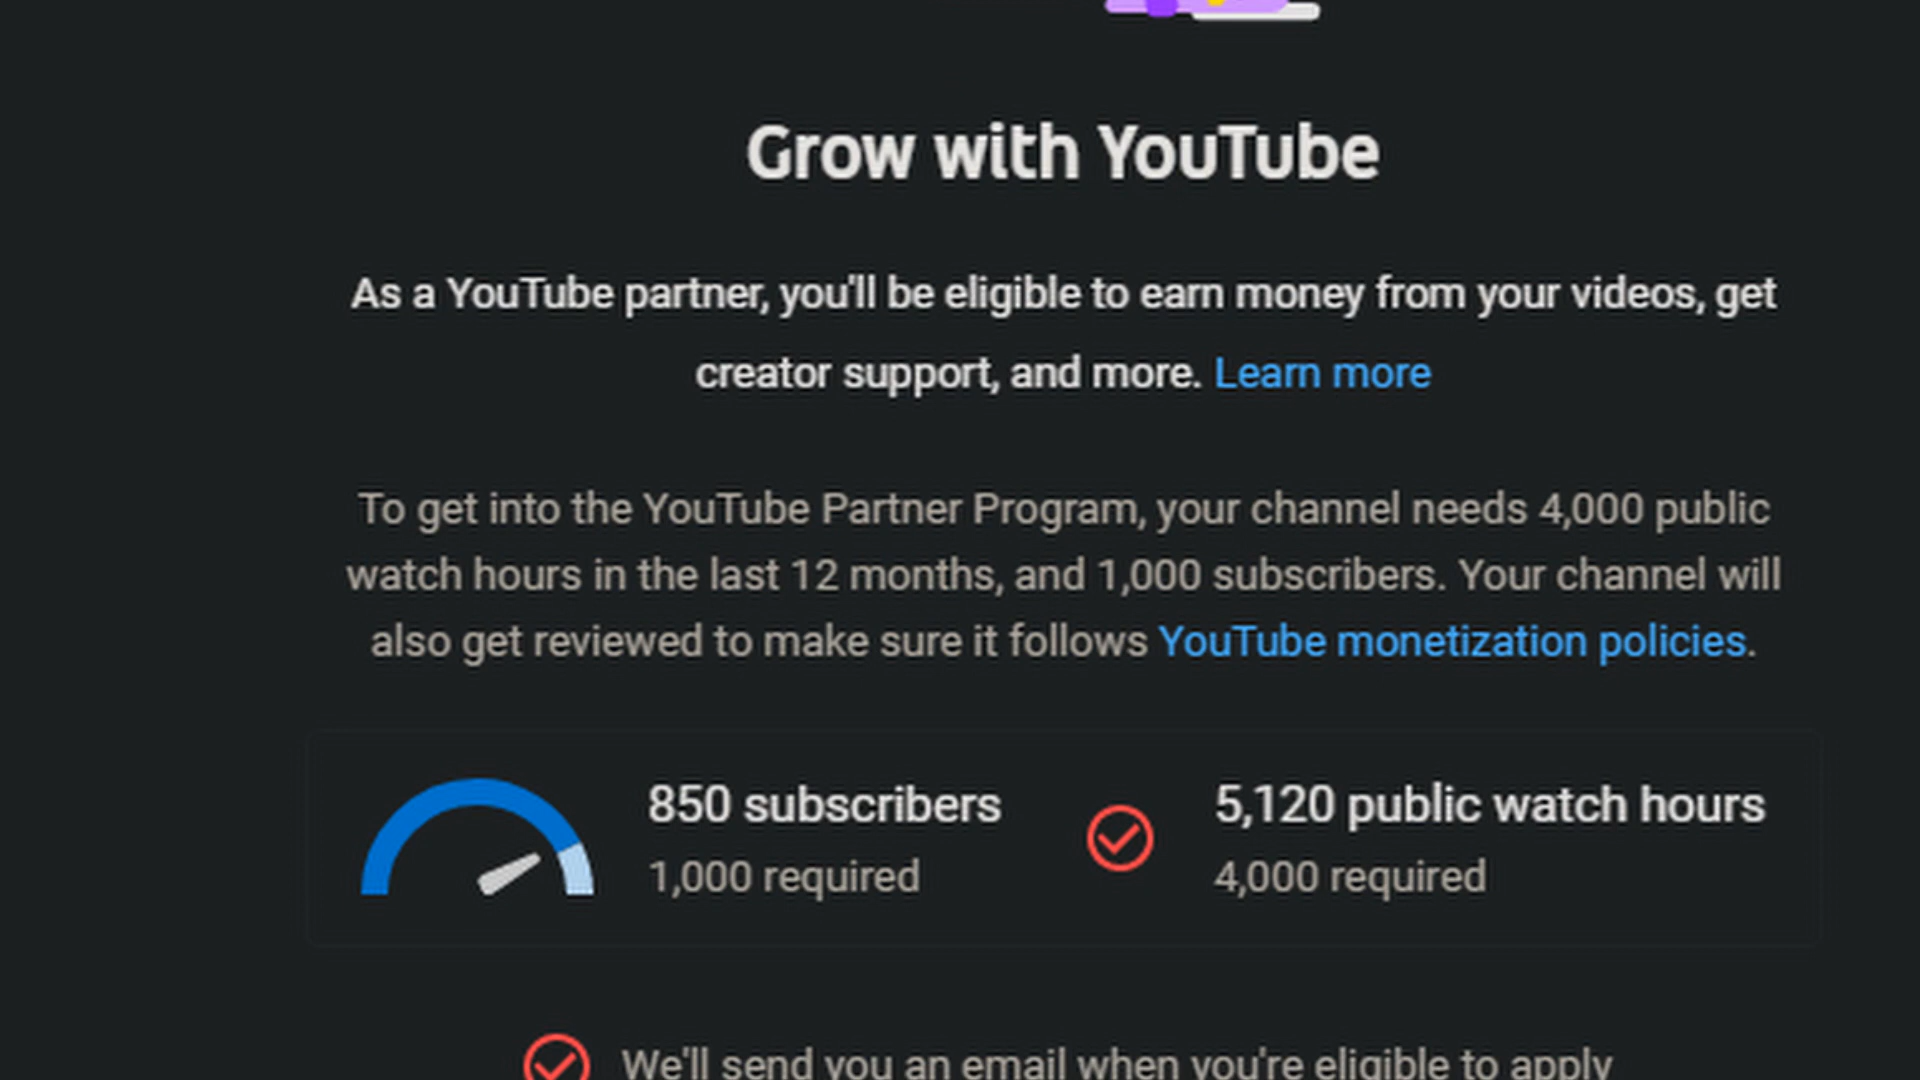 Grow with YouTube
As a YouTube partner, you'll be eligible to earn money from your videos, get
creator support, and more. Learn more
To get into the YouTube Partner Program, your channel needs 4,000 public
watch hours in the last 12 months, and 1,000 subscribers. Your channel will
also get reviewed to make sure it follows YouTube monetization policies.
850 subscribers
1,000 required
5,120 public watch hours
4,000 required
We'll send you an email when you're eligible to apply